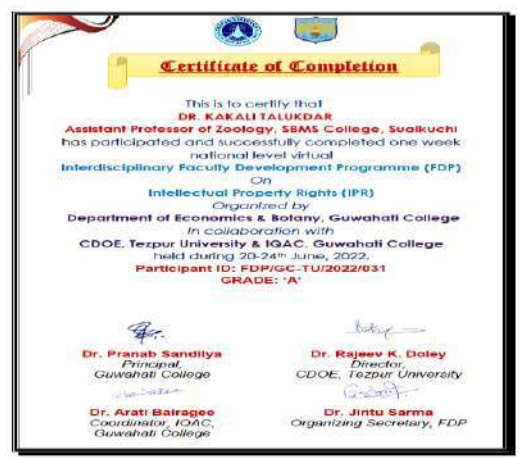 Certificate of Completion
This is to certify that
DR. KAKALI TALUKDAR
Assistant Professor of Zoology, SBMS College, Sualkuchi
has participated and successfully completed one week
national level virtual
Interdisciplinary Faculty Development Programme (FDP)
On
Intellectual Property Rights (IPR)
Organized by
Department of Economics & Botany, Guwahati College
In collaboration with
CDOE, Tezpur University & IQAC, Guwahati College
held during 20-24th June, 2022.
Participant ID: FDP/GC-TU/2022/031
GRADE: 'A'
Dr. Pranab Sandilya
Principal,
Guwahati College
Dr. Rajeev K. Doley
Director,
CDOE, Tezpur University
Dr. Arati Bairagee
Coordinator, IQAC,
Guwahati College
Dr. Jintu Sarma
Organizing Secretary, FDP